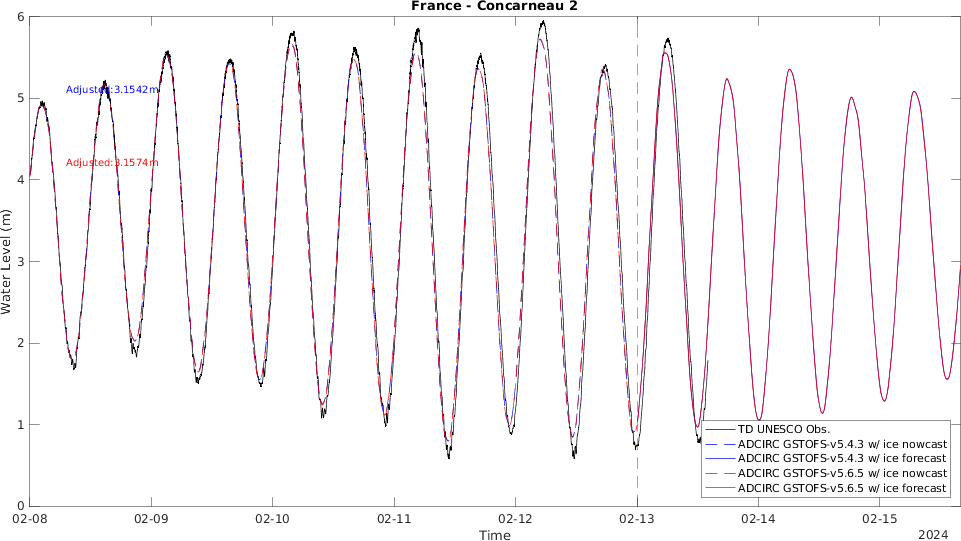 France - Concarneau 2
6
5
4
3
2
1
0
Water Level (m)
Adjusted:3.1542m
Adjusted:3.1574m
TD UNESCO Obs.
ADCIRC GSTOFS-v5.4.3 w/ ice nowcast
ADCIRC GSTOFS-v5.4.3 w/ ice forecast
ADCIRC GSTOFS-v5.6.5 w/ ice nowcast
ADCIRC GSTOFS-v5.6.5 w/ ice forecast
02-08 02-09 02-10 02-11 02-12 02-13 02-14 02-15
Time
2024